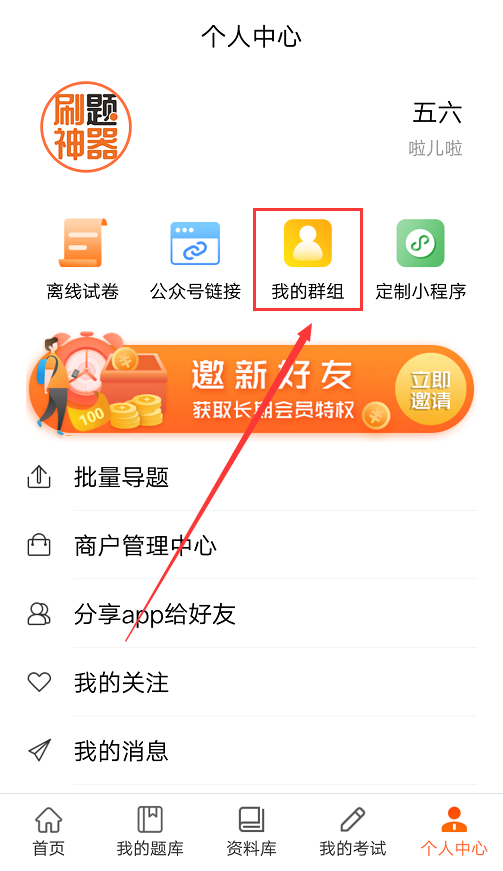 个人中心
刷题
神器
五六
啦儿啦
离线试卷
公众号链接
我的群组
定制小程序
邀新好友
获取长期会员特权
立即
邀请
100
批量导题
商户管理中心
分享app给好友
我的关注
我的消息
首页
我的题库
资料库
我的考试
个人中心